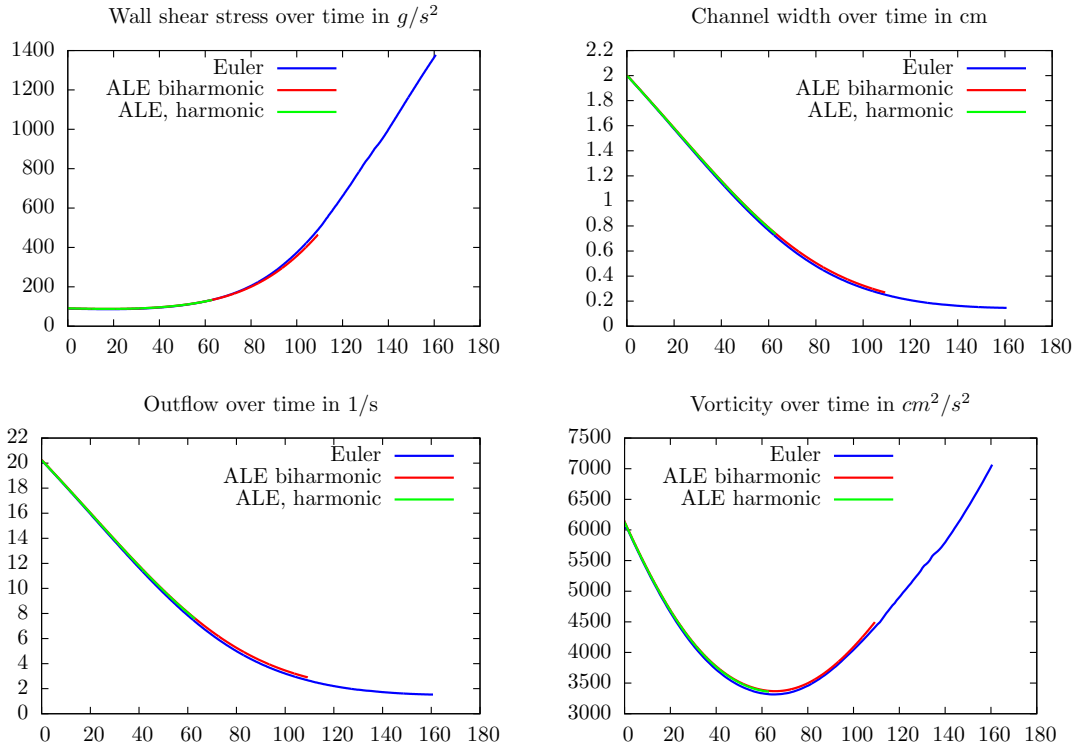 Wall shear stress over time in g/s²
1400
1200
1000
800
600
400
200
0
Euler
ALE biharmonic
ALE, harmonic
0 20 40 60 80 100 120 140 160 180
Channel width over time in cm
2.2
2
1.8
1.6
1.4
1.2
1
0.8
0.6
0.4
0.2
0
Euler
ALE biharmonic
ALE, harmonic
0 20 40 60 80 100 120 140 160 180
Outflow over time in 1/s
22
20
18
16
14
12
10
8
6
4
2
0
Euler
ALE biharmonic
ALE, harmonic
0 20 40 60 80 100 120 140 160 180
Vorticity over time in cm²/s²
7500
7000
6500
6000
5500
5000
4500
4000
3500
3000
Euler
ALE biharmonic
ALE harmonic
0 20 40 60 80 100 120 140 160 180